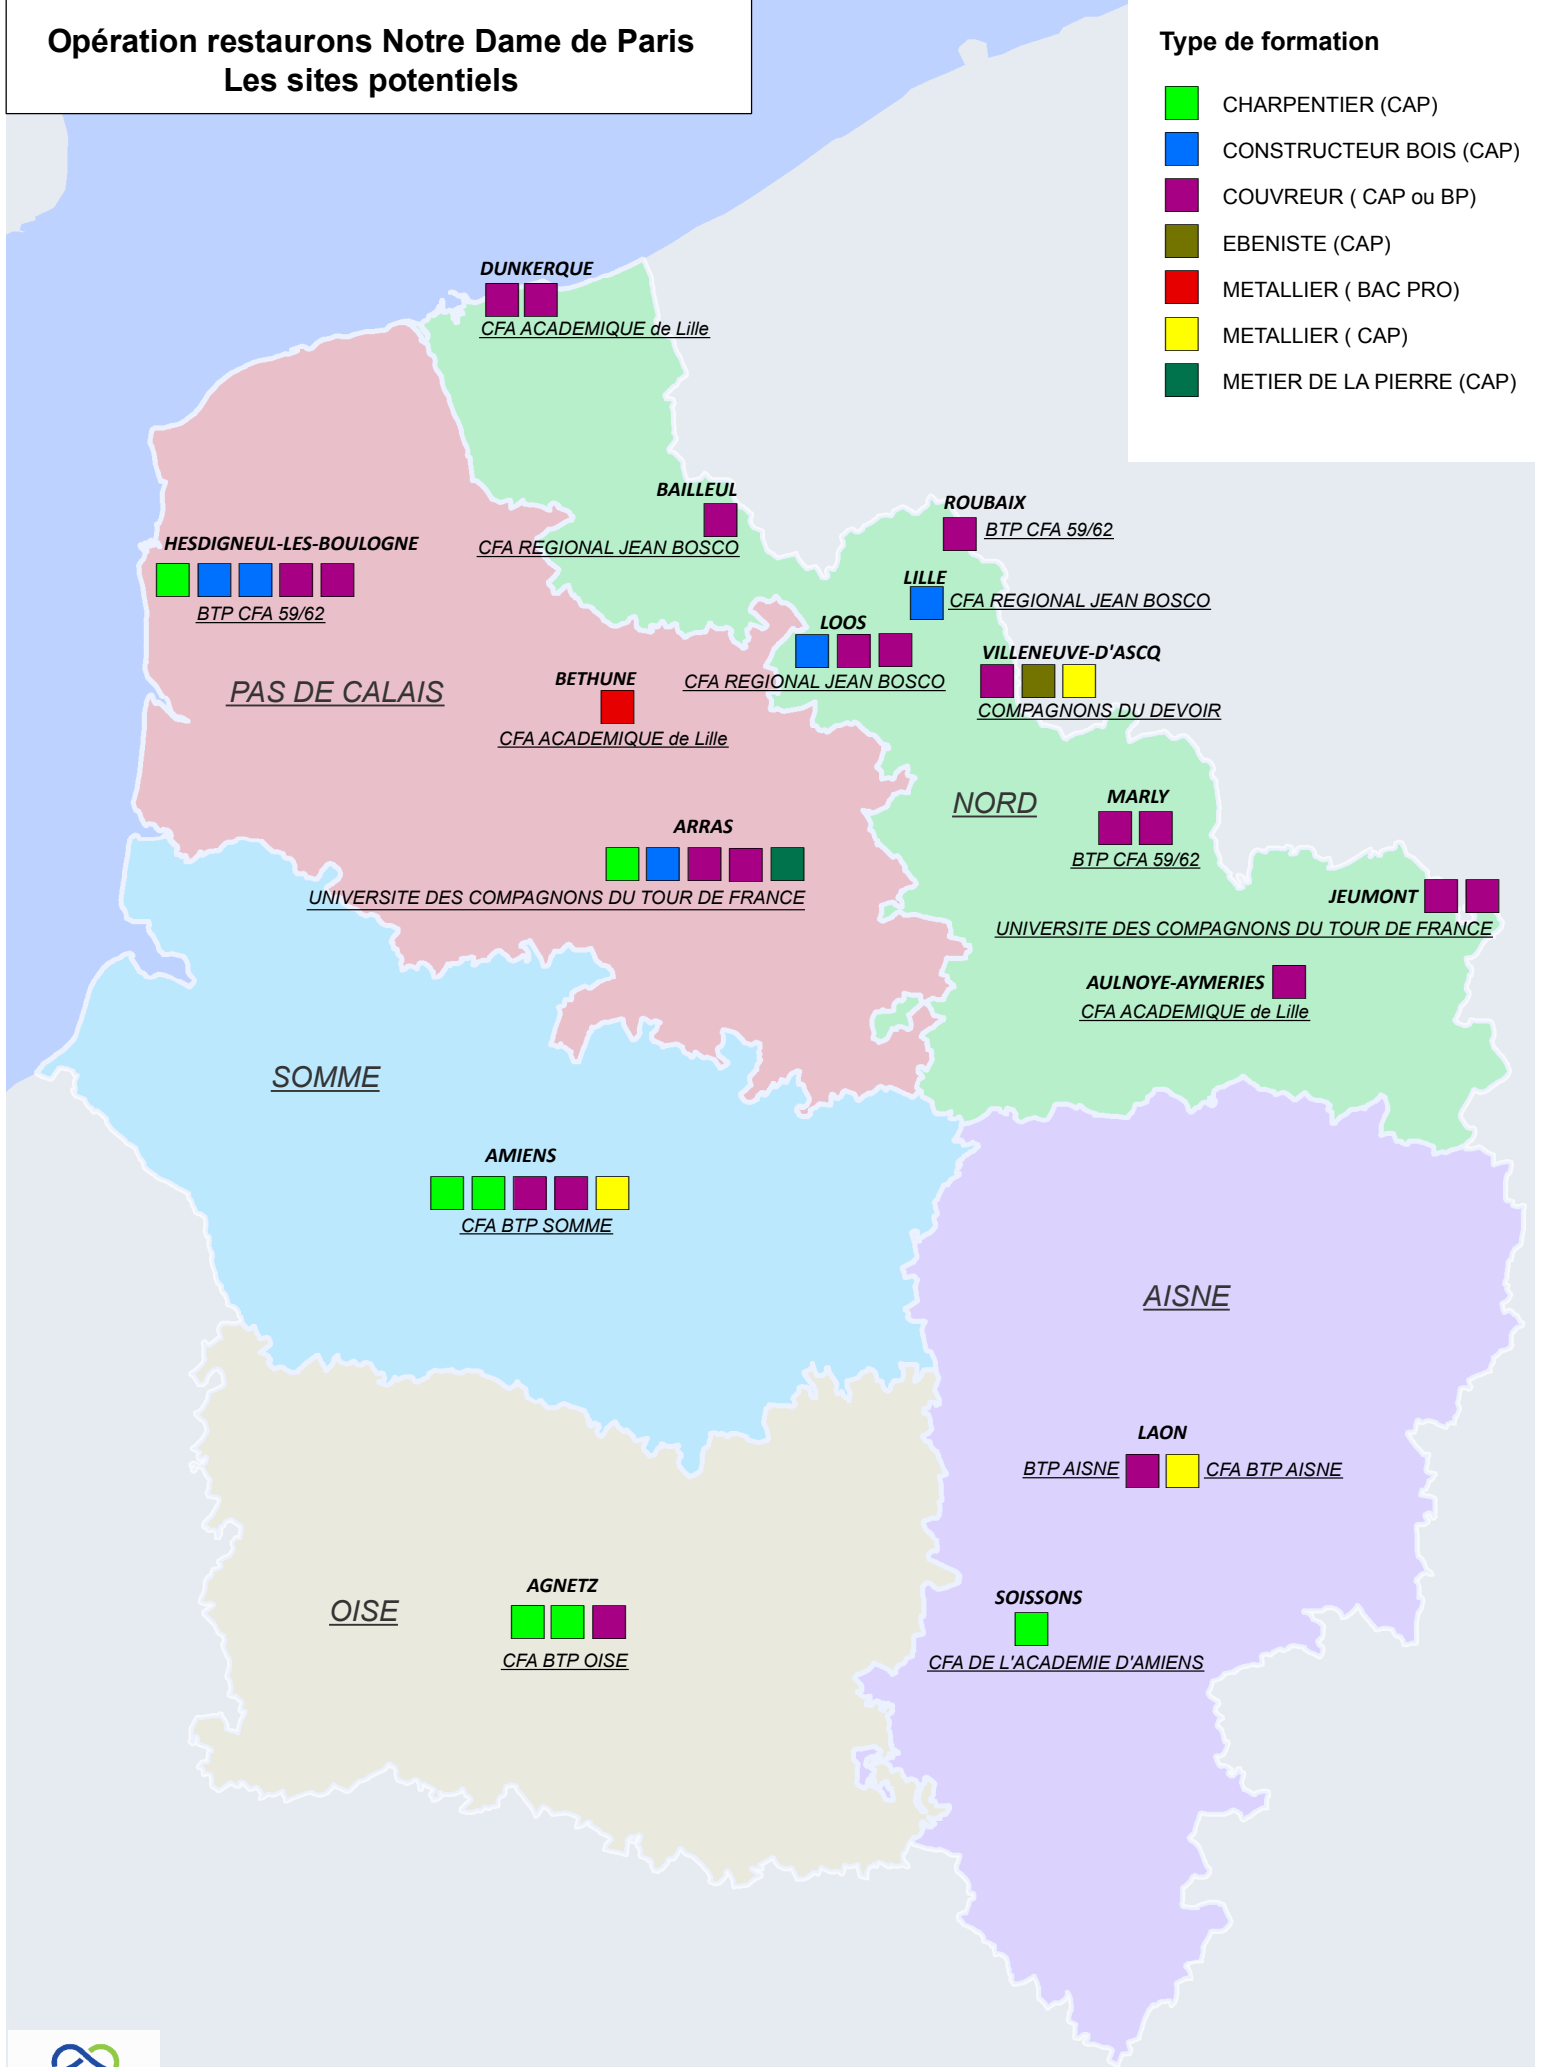 Opération restaurons Notre Dame de Paris
Les sites potentiels
Type de formation
CHARPENTIER (CAP)
CONSTRUCTEUR BOIS (CAP)
COUVREUR ( CAP ou BP)
EBENISTE (CAP)
METALLIER ( BAC PRO)
METALLIER ( CAP)
METIER DE LA PIERRE (CAP)
DUNKERQUE
CFA ACADEMIQUE de Lille
BAILLEUL
CFA REGIONAL JEAN BOSCO
ROUBAIX
BTP CFA 59/62
HESDIGNEUL-LES-BOULOGNE
BTP CFA 59/62
LILLE
CFA REGIONAL JEAN BOSCO
LOOS
CFA REGIONAL JEAN BOSCO
VILLENEUVE-D'ASCQ
COMPAGNONS DU DEVOIR
PAS DE CALAIS
BETHUNE
CFA ACADEMIQUE de Lille
NORD
MARLY
BTP CFA 59/62
ARRAS
UNIVERSITE DES COMPAGNONS DU TOUR DE FRANCE
JEUMONT
UNIVERSITE DES COMPAGNONS DU TOUR DE FRANCE
AULNOYE-AYMERIES
CFA ACADEMIQUE de Lille
SOMME
AMIENS
CFA BTP SOMME
AISNE
LAON
BTP AISNE
CFA BTP AISNE
OISE
AGNETZ
CFA BTP OISE
SOISSONS
CFA DE L'ACADEMIE D'AMIENS